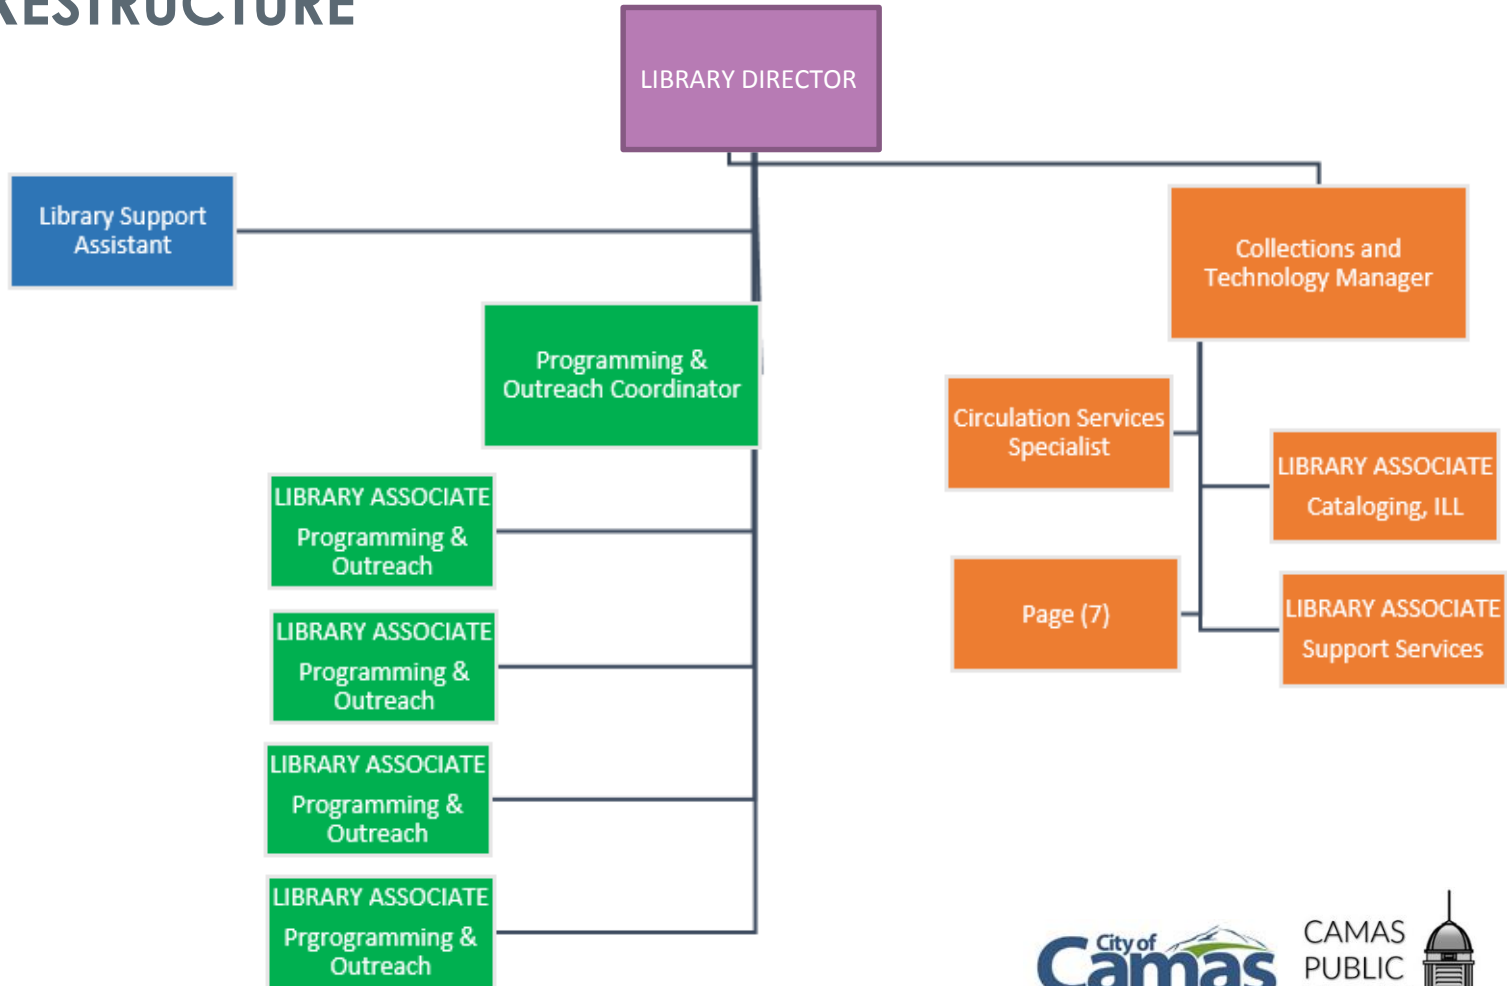 RESTRUCTURE
LIBRARY DIRECTOR
Library Support
Assistant
Collections and
Technology Manager
Programming &
Outreach Coordinator
Circulation Services
Specialist
LIBRARY ASSOCIATE
Cataloging, ILL
LIBRARY ASSOCIATE
Programming &
Outreach
Page (7)
LIBRARY ASSOCIATE
Support Services
LIBRARY ASSOCIATE
Programming &
Outreach
LIBRARY ASSOCIATE
Programming &
Outreach
LIBRARY ASSOCIATE
Prgrogramming &
Outreach
City of
Camas
CAMAS
PUBLIC